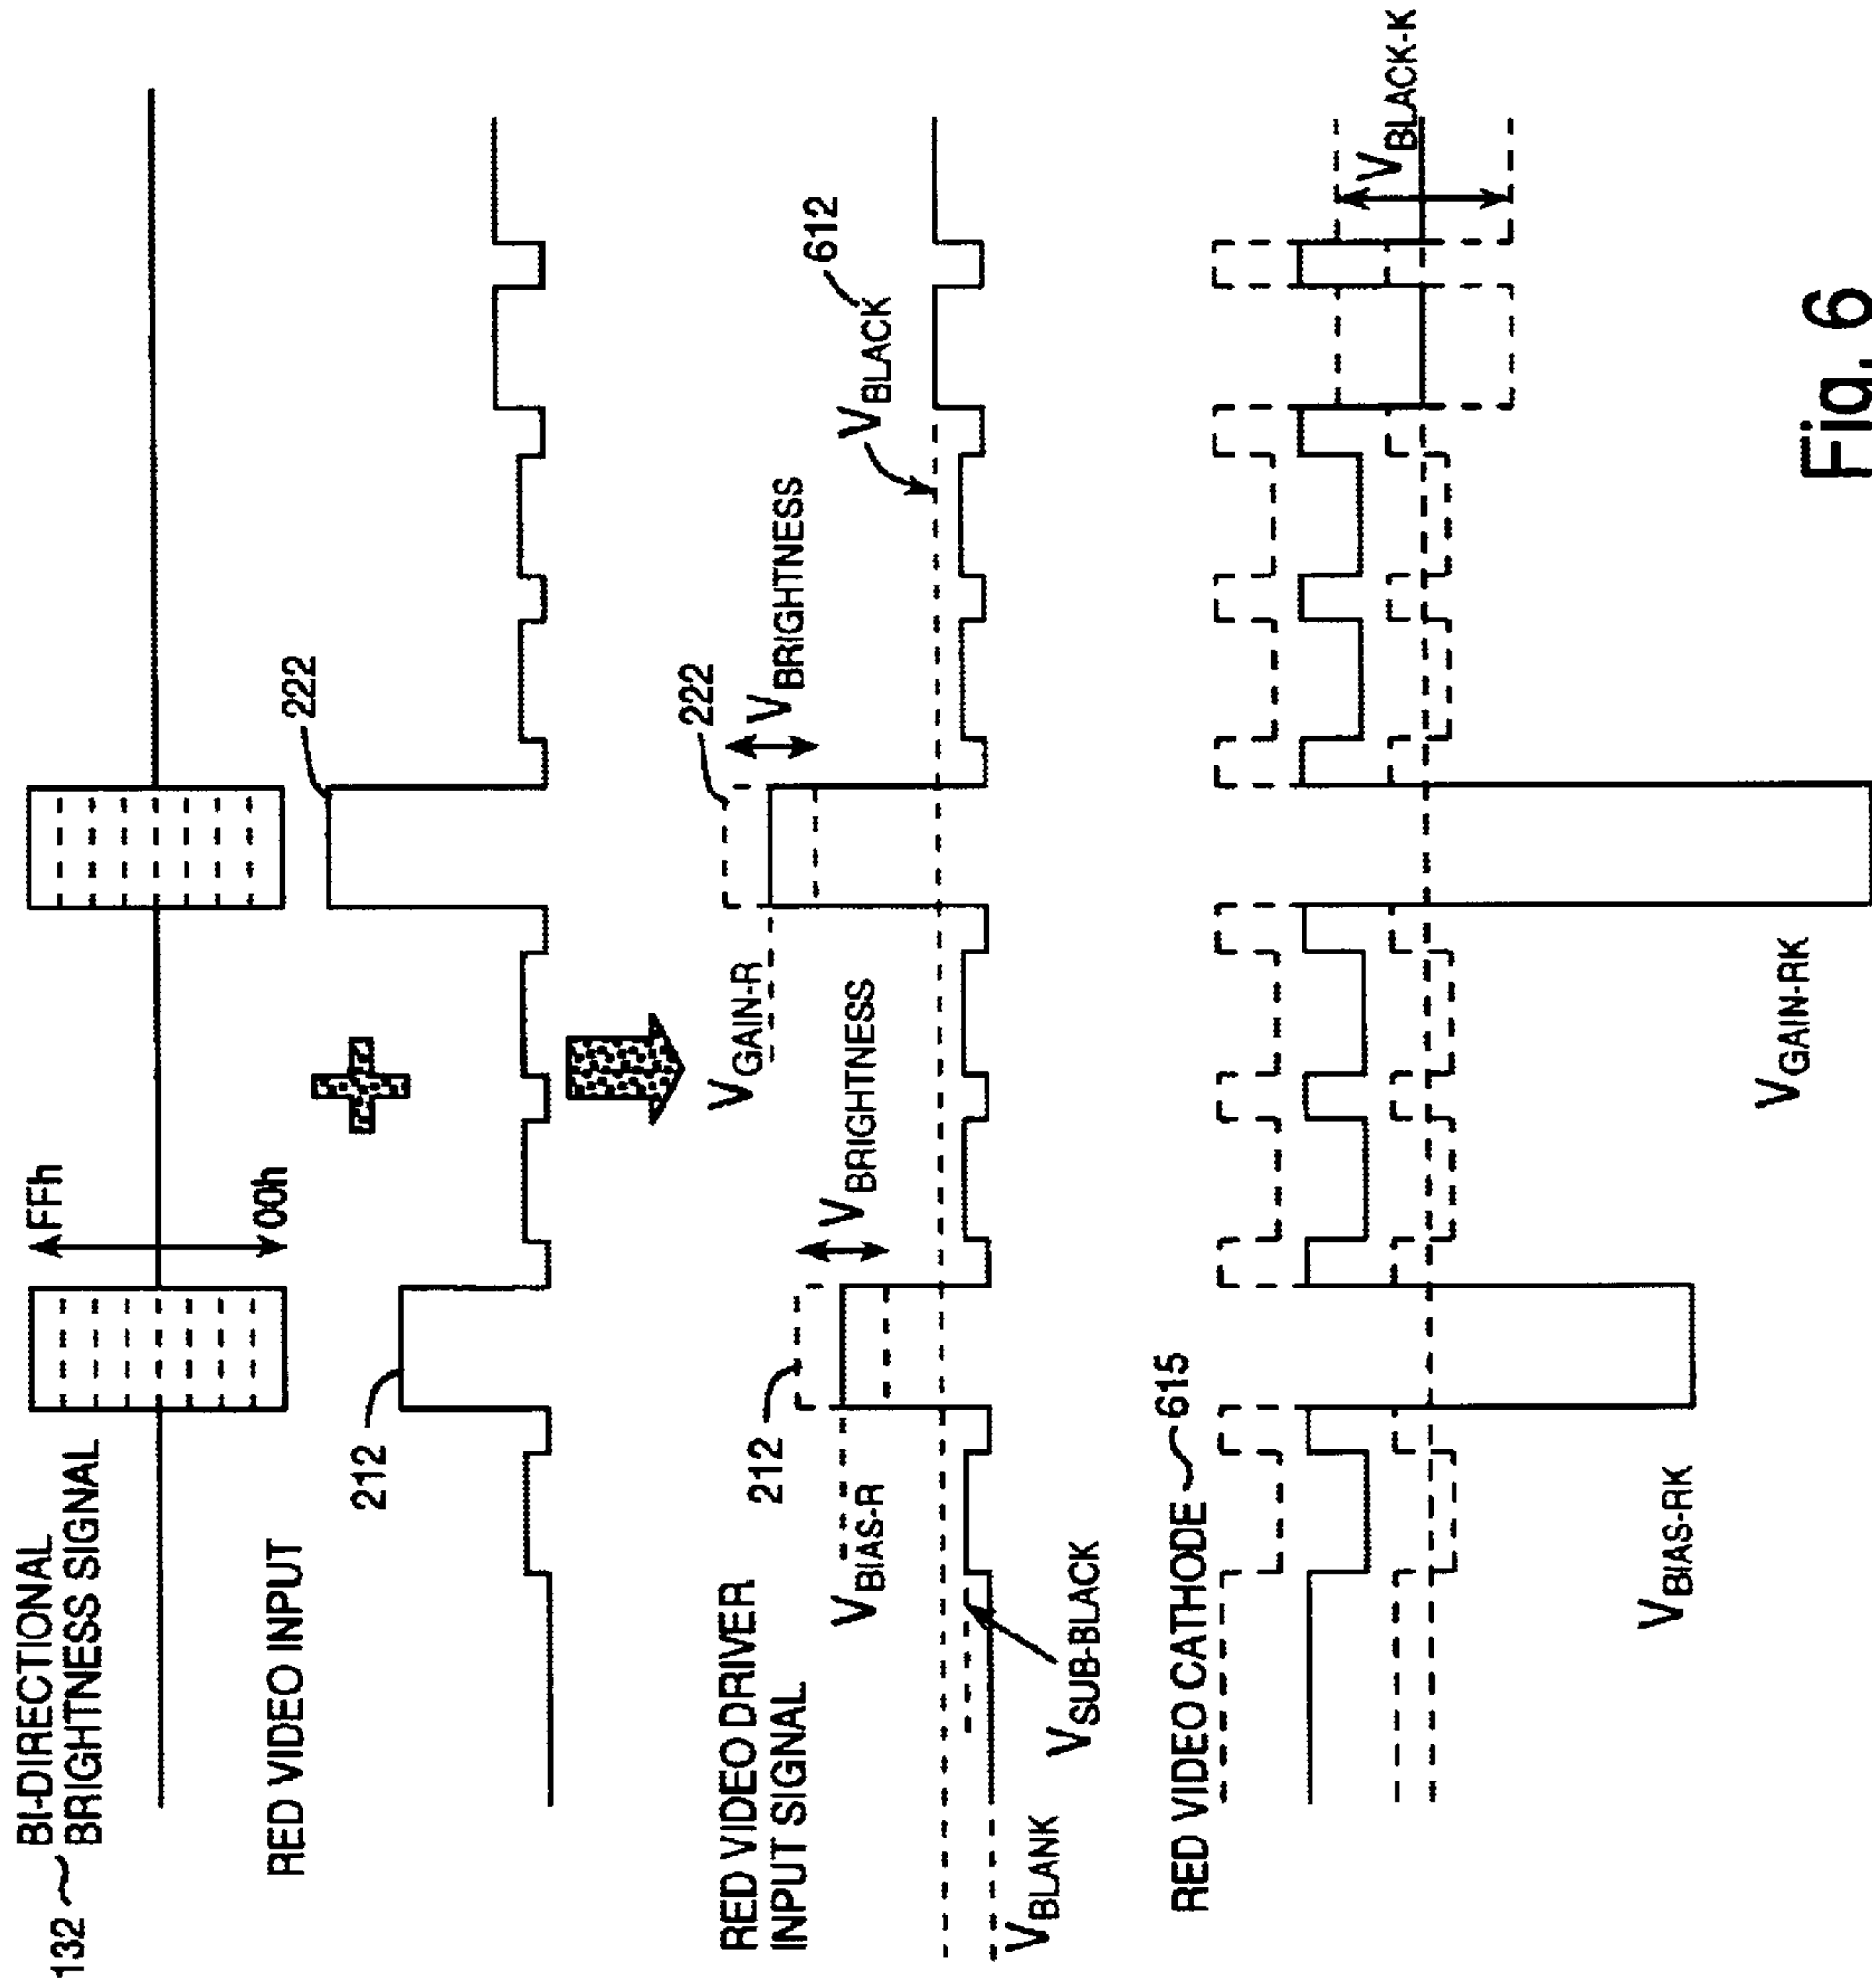 132 BI-DIRECTIONAL
BRIGHTNESS SIGNAL
FFh
00h
RED VIDEO INPUT
212
222
RED VIDEO DRIVER
INPUT SIGNAL
212
VBRIGHTNESS
222
VBRIGHTNESS
VGAIN-R
VBIAS-R
VBLACK
612
VSUB-BLACK
VBLANK
RED VIDEO CATHODE 615
VBLACK-K
VBIAS-RK
VGAIN-RK
Fig. 6